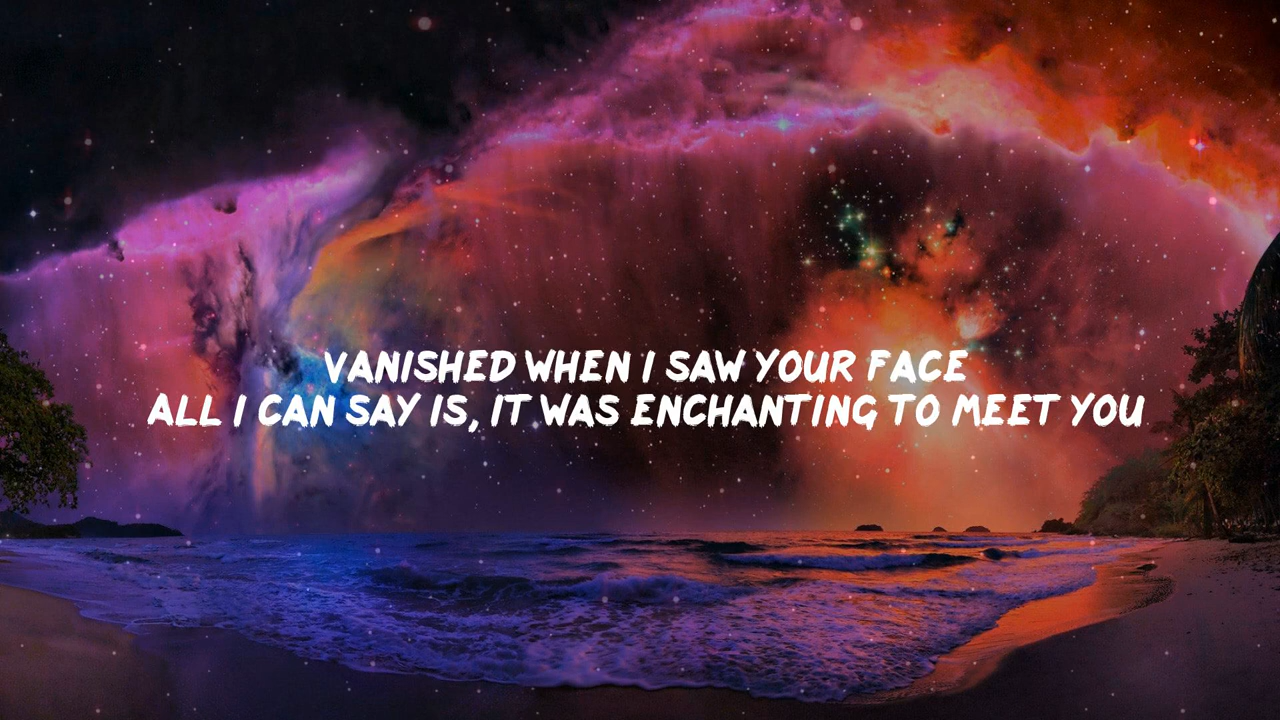 VANISHED WHEN I SAW YOUR FACE
ALL I CAN SAY IS, IT WAS ENCHANTING TO MEET YOU